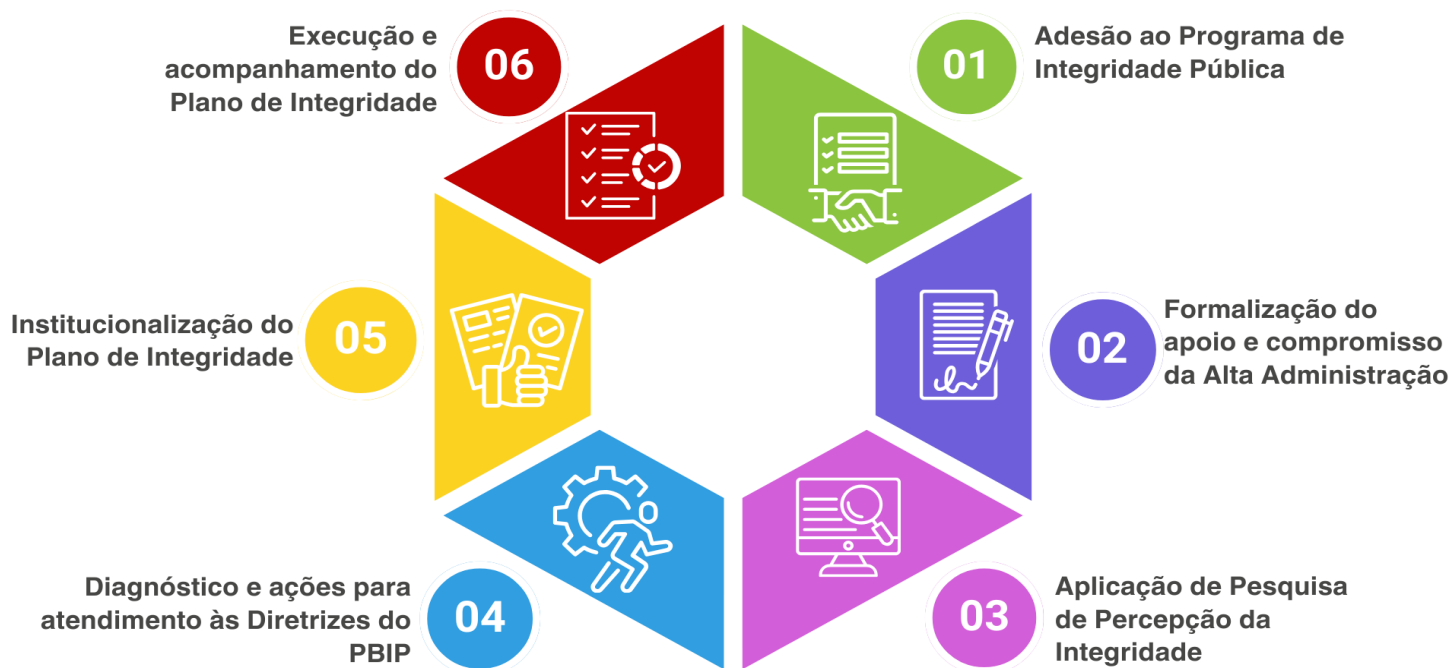 01
Adesão ao Programa de
Integridade Pública
02
Formalização do
apoio e compromisso
da Alta Administração
03
Aplicação de Pesquisa
de Percepção da
Integridade
04
Diagnóstico e ações para
atendimento às Diretrizes do
PBIP
05
Institucionalização do
Plano de Integridade
06
Execução e
acompanhamento do
Plano de Integridade